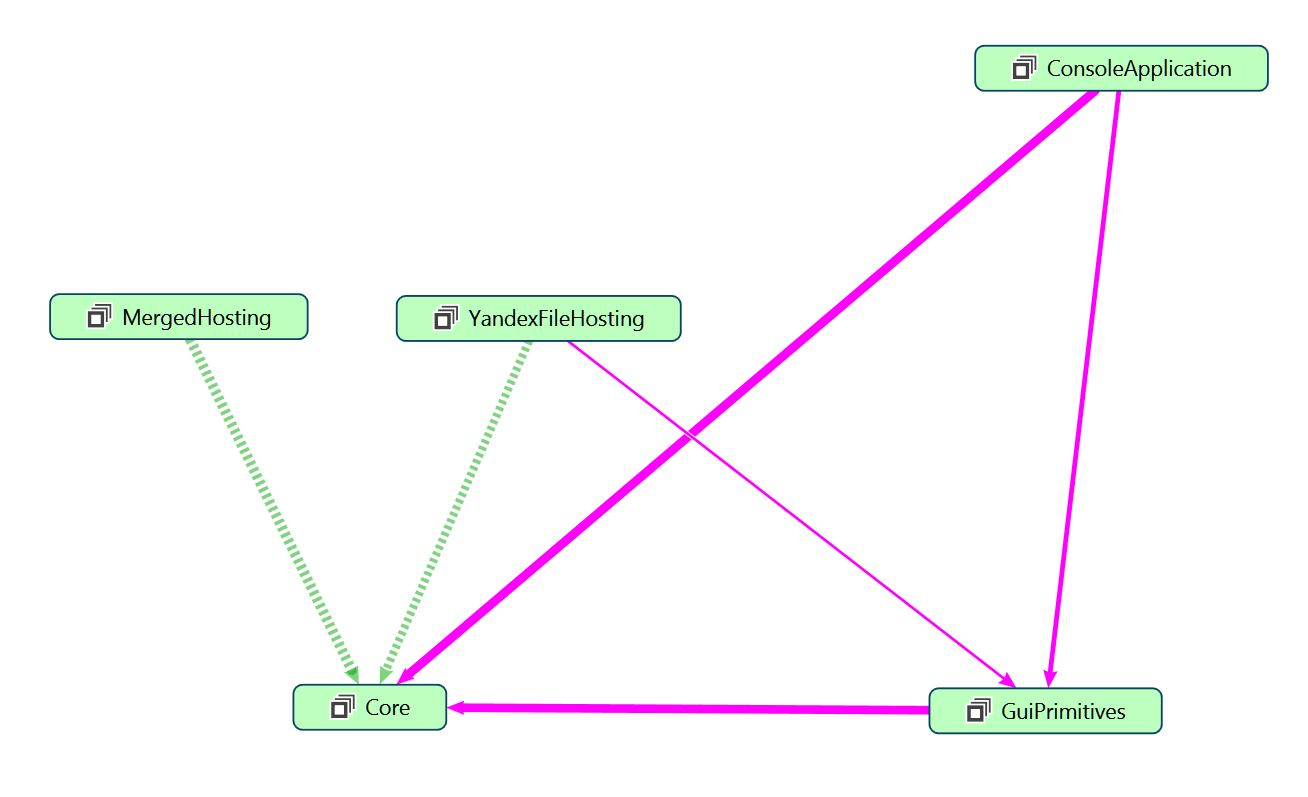 ConsoleApplication
MergedHosting
YandexFileHosting
Core
GuiPrimitives